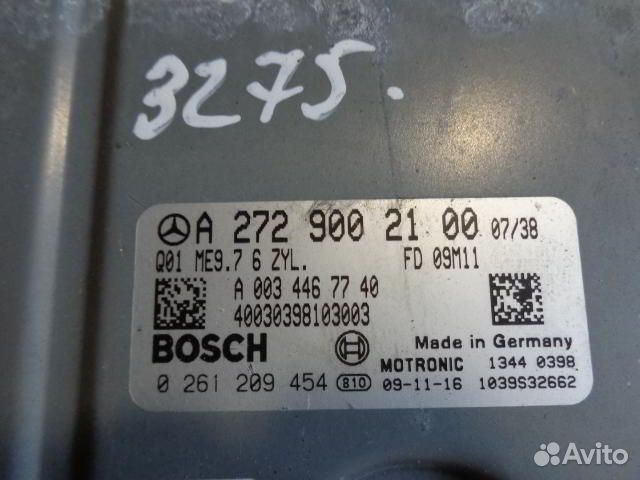 3275.
A 272 900 21 00 07/38
Q01 ME9.7 6 ZYL. FD 09M11
A 003 446 77 40
40030398103003
BOSCH
Made in Germany
MOTRONIC 1344 0398
0 261 209 454 810 09-11-16 1039S32662
Avito